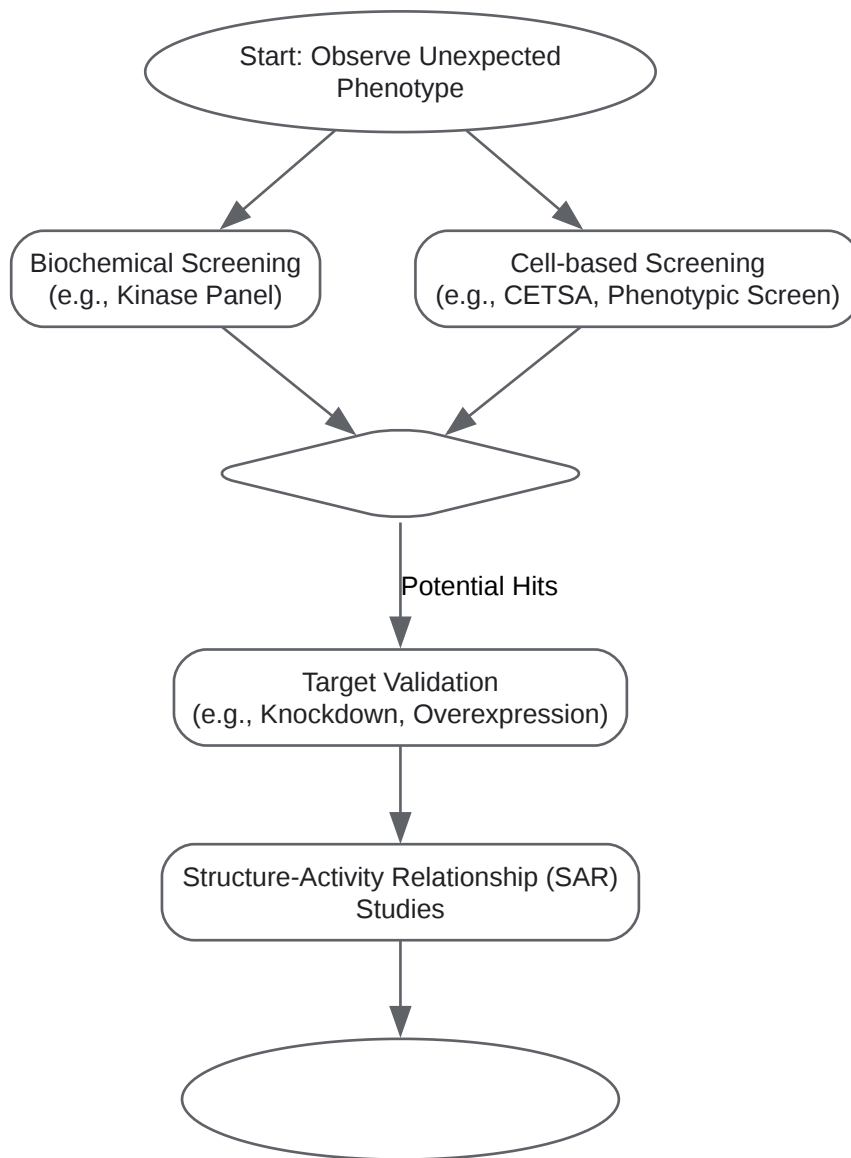 Start: Observe Unexpected
Phenotype
Biochemical Screening
(e.g., Kinase Panel)
Cell-based Screening
(e.g., CETSA, Phenotypic Screen)
Potential Hits
Target Validation
(e.g., Knockdown, Overexpression)
Structure-Activity Relationship (SAR)
Studies